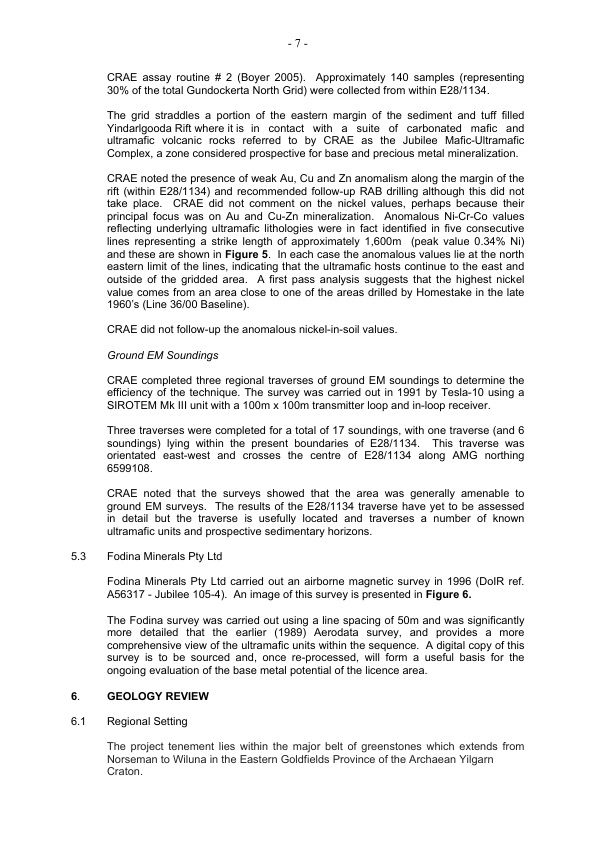 - 7 -
CRAE assay routine # 2 (Boyer 2005). Approximately 140 samples (representing
30% of the total Gundockerta North Grid) were collected from within E28/1134.
The grid straddles a portion of the eastern margin of the sediment and tuff filled
Yindarlgooda Rift where it is in contact with a suite of carbonated mafic and
ultramafic volcanic rocks referred to by CRAE as the Jubilee Mafic-Ultramafic
Complex, a zone considered prospective for base and precious metal mineralization.
CRAE noted the presence of weak Au, Cu and Zn anomalism along the margin of the
rift (within E28/1134) and recommended follow-up RAB drilling although this did not
take place. CRAE did not comment on the nickel values, perhaps because their
principal focus was on Au and Cu-Zn mineralization. Anomalous Ni-Cr-Co values
reflecting underlying ultramafic lithologies were in fact identified in five consecutive
lines representing a strike length of approximately 1,600m (peak value 0.34% Ni)
and these are shown in Figure 5. In each case the anomalous values lie at the north
eastern limit of the lines, indicating that the ultramafic hosts continue to the east and
outside of the gridded area. A first pass analysis suggests that the highest nickel
value comes from an area close to one of the areas drilled by Homestake in the late
1960's (Line 36/00 Baseline).
CRAE did not follow-up the anomalous nickel-in-soil values.
Ground EM Soundings
CRAE completed three regional traverses of ground EM soundings to determine the
efficiency of the technique. The survey was carried out in 1991 by Tesla-10 using a
SIROTEM Mk III unit with a 100m x 100m transmitter loop and in-loop receiver.
Three traverses were completed for a total of 17 soundings, with one traverse (and 6
soundings) lying within the present boundaries of E28/1134. This traverse was
orientated east-west and crosses the centre of E28/1134 along AMG northing
6599108.
CRAE noted that the surveys showed that the area was generally amenable to
ground EM surveys. The results of the E28/1134 traverse have yet to be assessed
in detail but the traverse is usefully located and traverses a number of known
ultramafic units and prospective sedimentary horizons.
5.3 Fodina Minerals Pty Ltd
Fodina Minerals Pty Ltd carried out an airborne magnetic survey in 1996 (DoIR ref.
A56317 - Jubilee 105-4). An image of this survey is presented in Figure 6.
The Fodina survey was carried out using a line spacing of 50m and was significantly
more detailed that the earlier (1989) Aerodata survey, and provides a more
comprehensive view of the ultramafic units within the sequence. A digital copy of this
survey is to be sourced and, once re-processed, will form a useful basis for the
ongoing evaluation of the base metal potential of the licence area.
6. GEOLOGY REVIEW
6.1 Regional Setting
The project tenement lies within the major belt of greenstones which extends from
Norseman to Wiluna in the Eastern Goldfields Province of the Archaean Yilgarn
Craton.